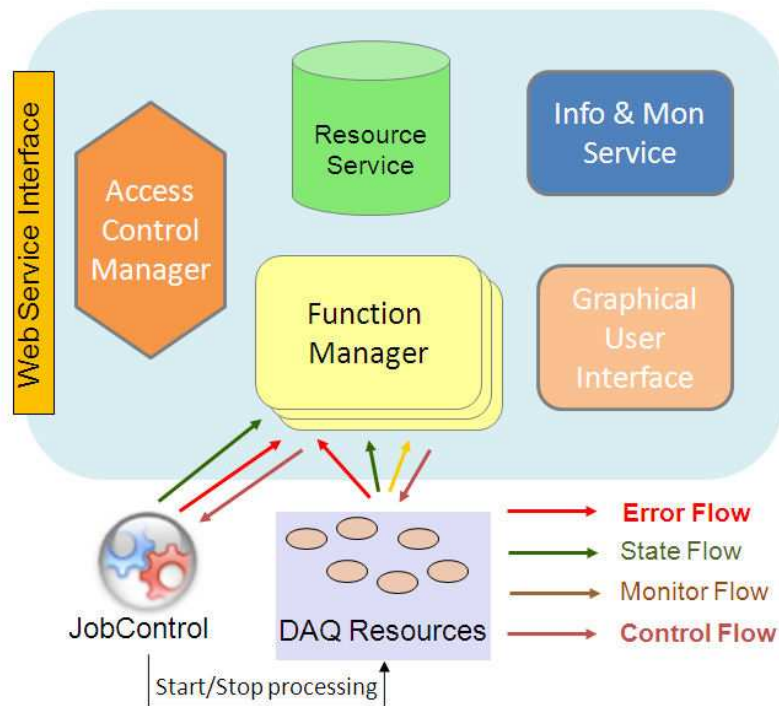 Web Service Interface
Access
Control
Manager
Resource
Service
Info & Mon
Service
Function
Manager
Graphical
User
Interface
JobControl
DAQ Resources
Error Flow
State Flow
Monitor Flow
Control Flow
Start/Stop processing